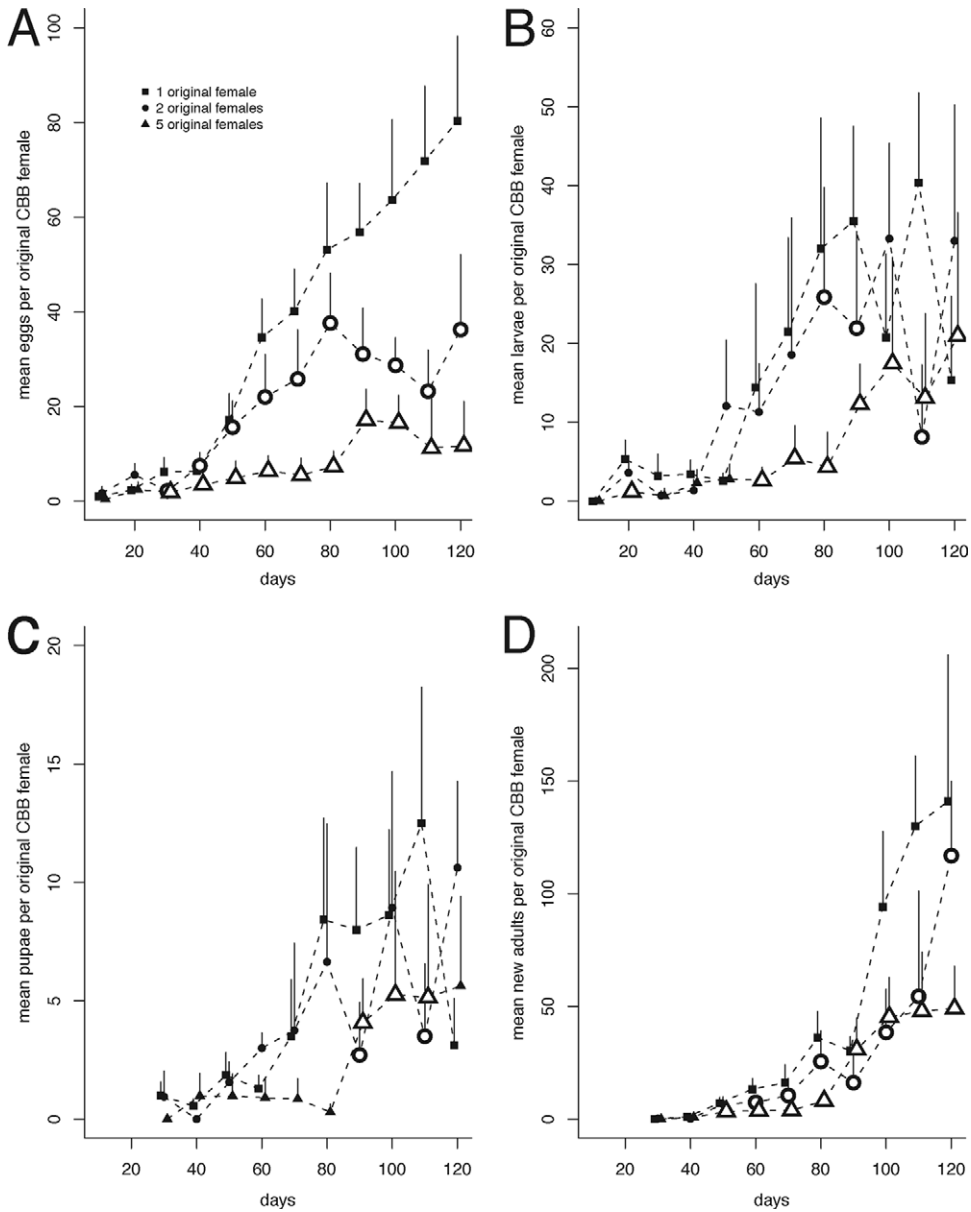 A
mean eggs per original CBB female
0 20 40 60 80 100
1 original female
2 original females
5 original females
20 40 60 80 100 120
days
B
mean larvae per original CBB female
0 10 20 30 40 50 60
20 40 60 80 100 120
days
C
mean pupae per original CBB female
0 5 10 15 20
20 40 60 80 100 120
days
D
mean new adults per original CBB female
0 50 100 150 200
20 40 60 80 100 120
days